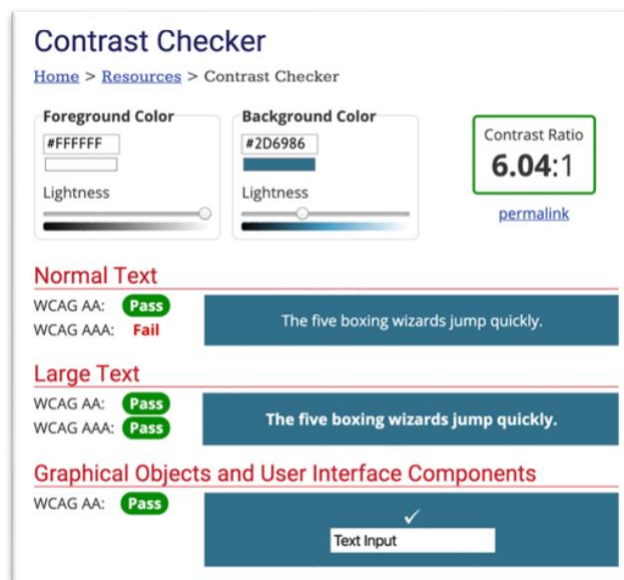 Contrast Checker
Home > Resources > Contrast Checker
Foreground Color
#FFFFFF
Lightness
Background Color
#2D6986
Lightness
Contrast Ratio
6.04:1
permalink
Normal Text
WCAG AA: Pass
WCAG AAA: Fail
The five boxing wizards jump quickly.
Large Text
WCAG AA: Pass
WCAG AAA: Pass
The five boxing wizards jump quickly.
Graphical Objects and User Interface Components
WCAG AA: Pass
✓
Text Input